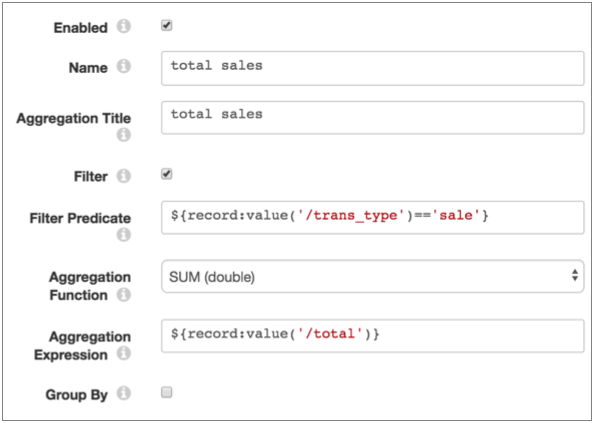 Enabled
Name
total sales
Aggregation Title
total sales
Filter
Filter Predicate
${record:value('/trans_type')=='sale'}
Aggregation
Function
SUM (double)
Aggregation
Expression
${record:value('/total')}
Group By